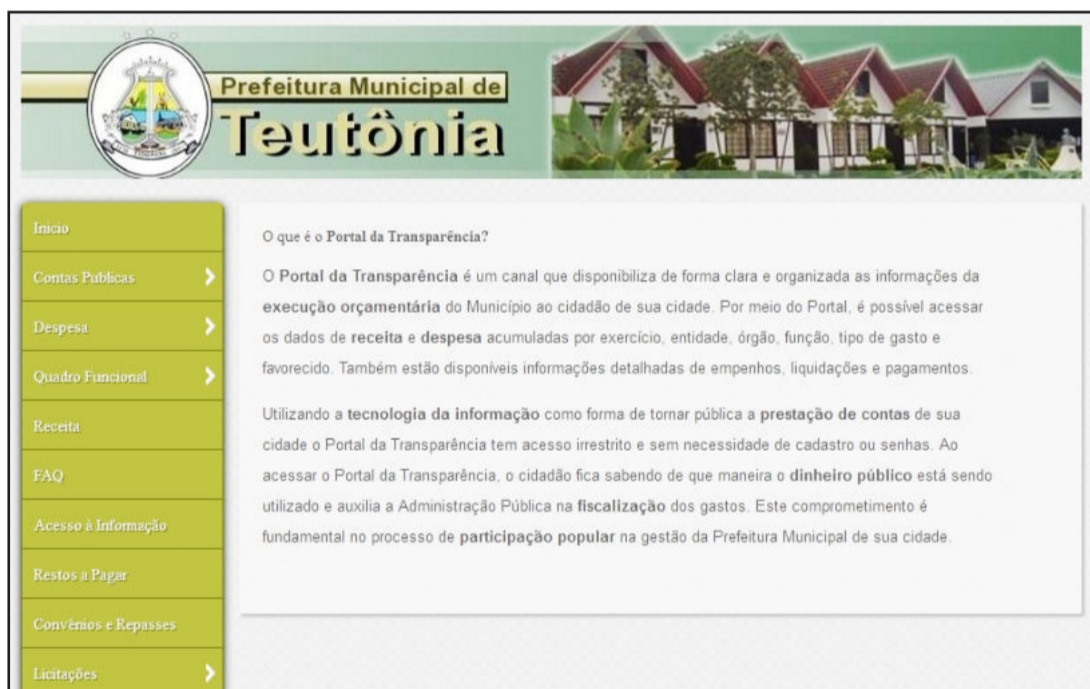 Prefeitura Municipal de
Teutônia
Inicio
Contas Publicas
Despesa
Quadro Funcional
Receita
FAQ
Acesso à Informação
Restos a Pagar
Convênios e Repasses
Licitações
O que é o Portal da Transparência?
O Portal da Transparência é um canal que disponibiliza de forma clara e organizada as informações da
execução orçamentária do Município ao cidadão de sua cidade. Por meio do Portal, é possível acessar
os dados de receita e despesa acumuladas por exercício, entidade, órgão, função, tipo de gasto e
favorecido. Também estão disponíveis informações detalhadas de empenhos, liquidações e pagamentos.
Utilizando a tecnologia da informação como forma de tornar pública a prestação de contas de sua
cidade o Portal da Transparência tem acesso irrestrito e sem necessidade de cadastro ou senhas. Ao
acessar o Portal da Transparência, o cidadão fica sabendo de que maneira o dinheiro público está sendo
utilizado e auxilia a Administração Pública na fiscalização dos gastos. Este comprometimento é
fundamental no processo de participação popular na gestão da Prefeitura Municipal de sua cidade.